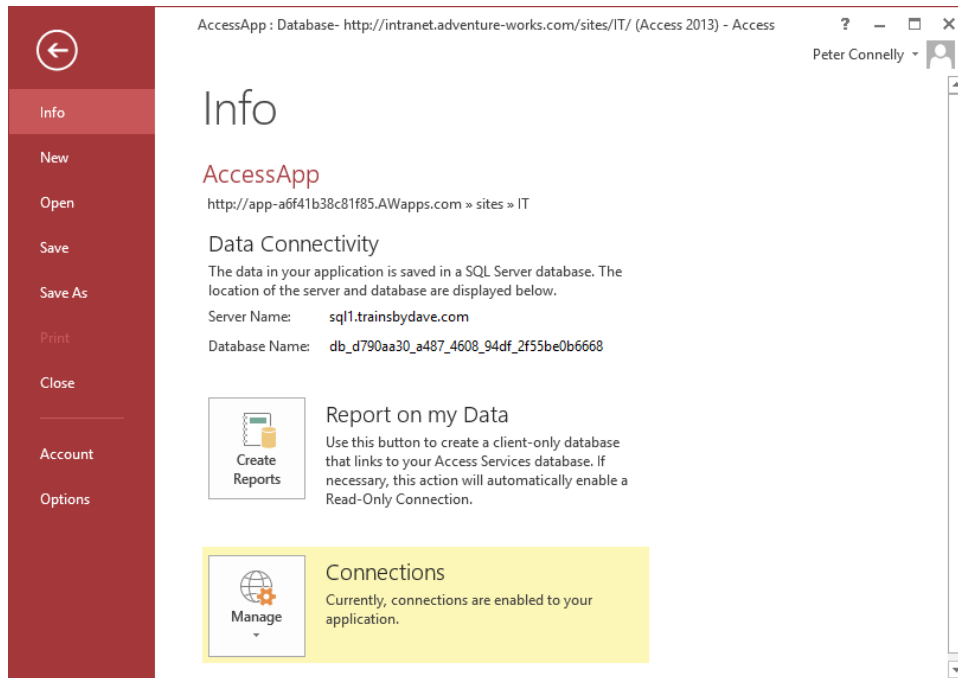 AccessApp : Database- http://intranet.adventure-works.com/sites/IT/ (Access 2013) - Access
?
Peter Connelly
Info
New
Open
Save
Save As
Print
Close
Account
Options
Info
AccessApp
http://app-a6f41b38c81f85.AWapps.com » sites » IT
Data Connectivity
The data in your application is saved in a SQL Server database. The
location of the server and database are displayed below.
Server Name: sql1.trainsbydave.com
Database Name: db_d790aa30_a487_4608_94df_2f55be0b6668
Create
Reports
Report on my Data
Use this button to create a client-only database
that links to your Access Services database. If
necessary, this action will automatically enable a
Read-Only Connection.
Manage
Connections
Currently, connections are enabled to your
application.